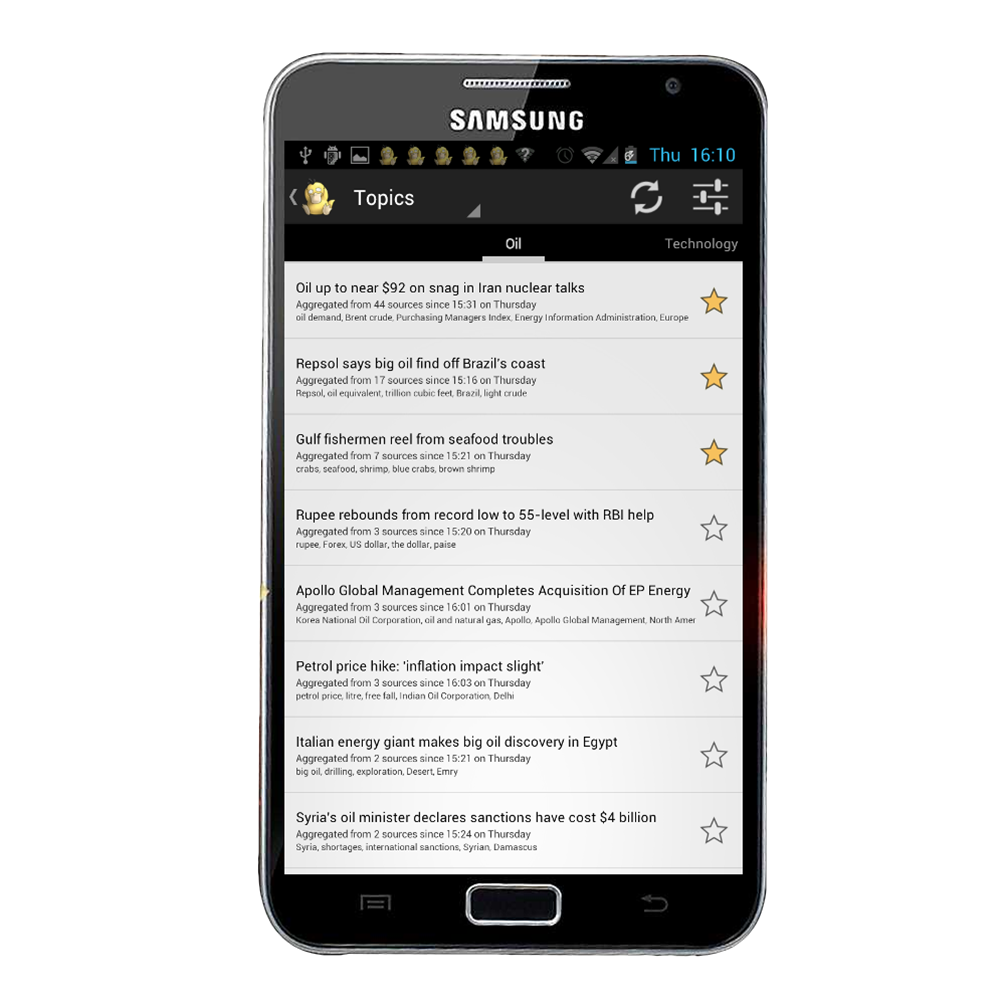 SAMSUNG
Thu 16:10
Topics
Oil
Technology
Oil up to near $92 on snag in Iran nuclear talks
Aggregated from 44 sources since 15:31 on Thursday
oil demand, Brent crude, Purchasing Managers Index, Energy Information Administration, Europe
Repsol says big oil find off Brazil's coast
Aggregated from 17 sources since 15:16 on Thursday
Repsol, oil equivalent, trillion cubic feet, Brazil, light crude
Gulf fishermen reel from seafood troubles
Aggregated from 7 sources since 15:21 on Thursday
crabs, seafood, shrimp, blue crabs, brown shrimp
Rupee rebounds from record low to 55-level with RBI help
Aggregated from 3 sources since 15:20 on Thursday
rupee, Forex, US dollar, the dollar, paise
Apollo Global Management Completes Acquisition Of EP Energy
Aggregated from 3 sources since 16:01 on Thursday
Korea National Oil Corporation, oil and natural gas, Apollo, Apollo Global Management, North Amer
Petrol price hike: 'inflation impact slight'
Aggregated from 3 sources since 16:03 on Thursday
petrol price, litre, free fall, Indian Oil Corporation, Delhi
Italian energy giant makes big oil discovery in Egypt
Aggregated from 2 sources since 15:21 on Thursday
big oil, drilling, exploration, Desert, Emry
Syria's oil minister declares sanctions have cost $4 billion
Aggregated from 2 sources since 15:24 on Thursday
Syria, shortages, international sanctions, Syrian, Damascus